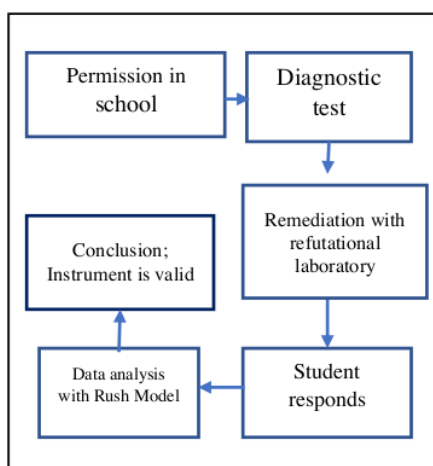 Permission in
school
Diagnostic
test
Remediation with
refutational
laboratory
Student
responds
Data analysis
with Rush Model
Conclusion;
Instrument is valid